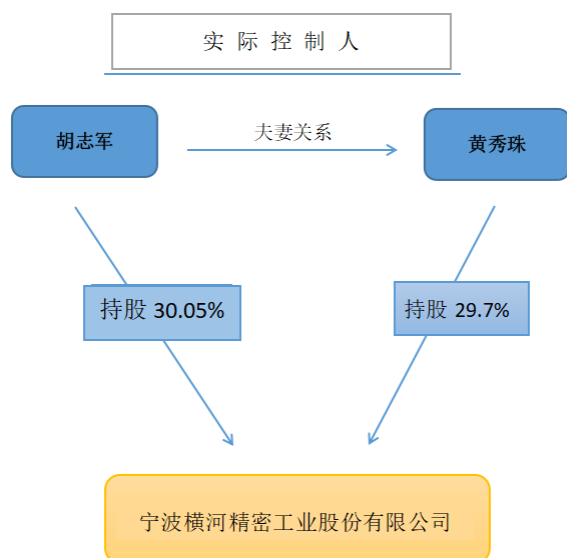 实际控制人
胡志军
夫妻关系
黄秀珠
持股 30.05%
持股 29.7%
宁波横河精密工业股份有限公司